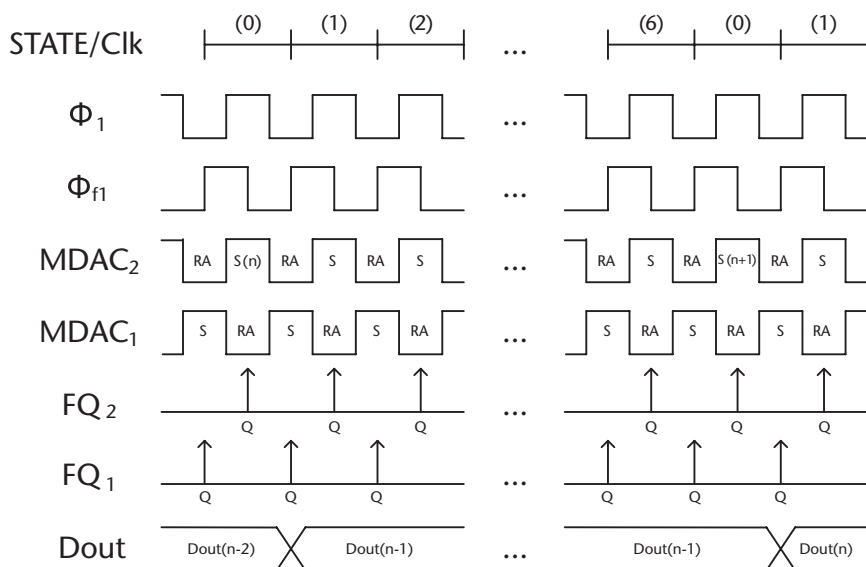 (0) (1) (2) (6) (0) (1)
STATE/Clk ...
Φ1 ...
Φf1 ...
MDAC2 RA S(n) RA S RA S ... RA S RA S(n+1) RA S
MDAC1 S RA S RA S RA ... S RA S RA S RA
FQ2 ...
Q Q Q Q Q Q
FQ1 ...
Q Q Q Q Q Q
Dout Dout(n-2) Dout(n-1) ... Dout(n-1) Dout(n)